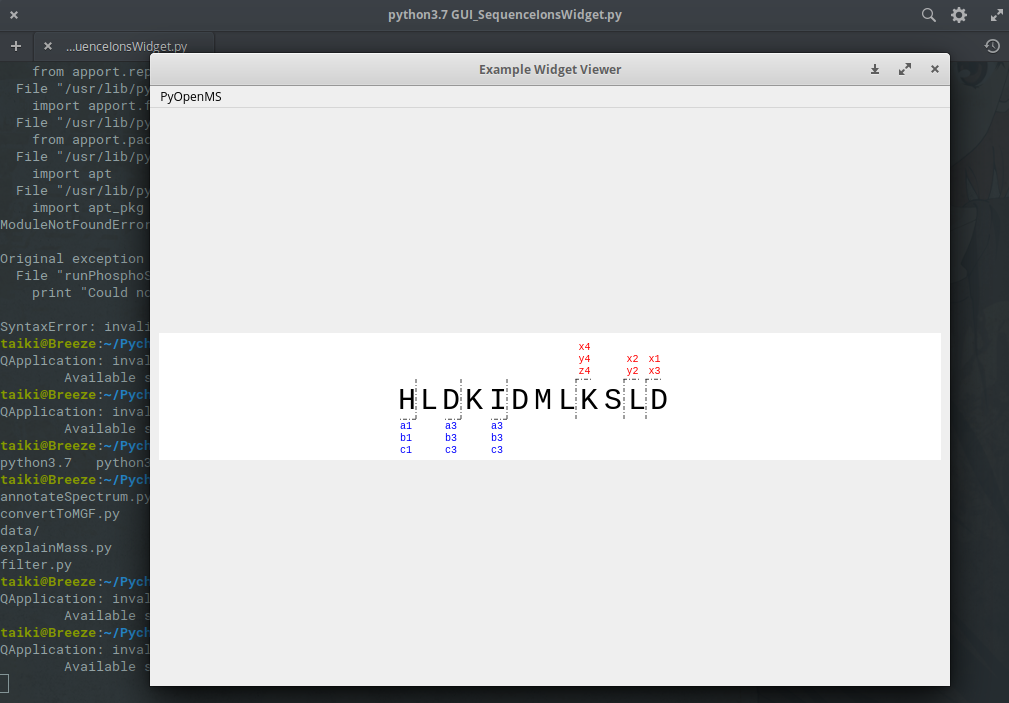 python3.7 GUI_SequenceIonsWidget.py
...uenceIonsWidget.py
from apport.rep
File "/usr/lib/py
import apport.f
File "/usr/lib/py
from apport.pac
File "/usr/lib/py
import apt
File "/usr/lib/py
import apt_pkg
ModuleNotFoundError
Original exception
File "runPhosphoS
print "Could no
SyntaxError: invali
taiki@Breeze:~/Pych
QApplication: inval
Available s
taiki@Breeze:~/Pych
QApplication: inval
Available s
taiki@Breeze:~/Pych
python3.7 python3
taiki@Breeze:~/Pych
annotateSpectrum.py
convertToMGF.py
data/
explainMass.py
filter.py
taiki@Breeze:~/Pych
QApplication: inval
Available s
taiki@Breeze:~/Pych
QApplication: inval
Available s
Example Widget Viewer
PyOpenMS
x4
y4 x2 x1
z4 y2 x3
HLDKIDMLKSLD
a1 a3 a3
b1 b3 b3
c1 c3 c3